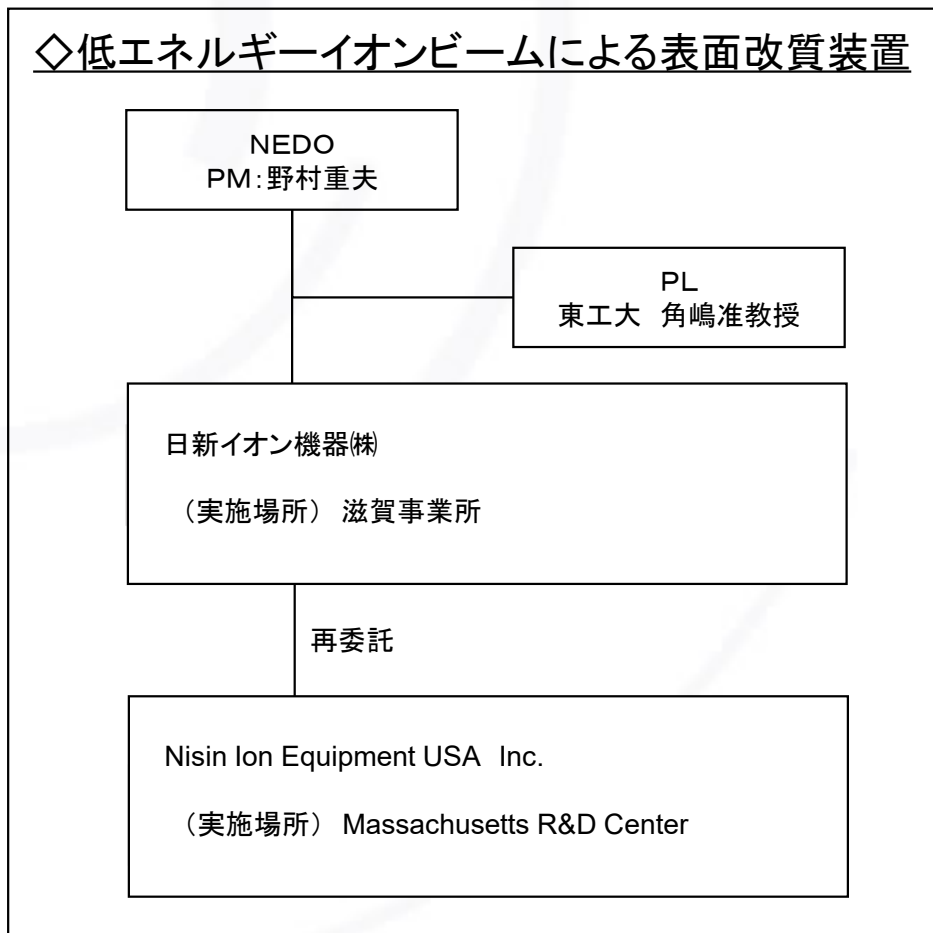 ◇低エネルギーイオンビームによる表面改質装置
NEDO
PM:野村重夫
PL
東工大 角嶋准教授
日新イオン機器㈱
（実施場所） 滋賀事業所
再委託
Nisin Ion Equipment USA Inc.
（実施場所） Massachusetts R&D Center